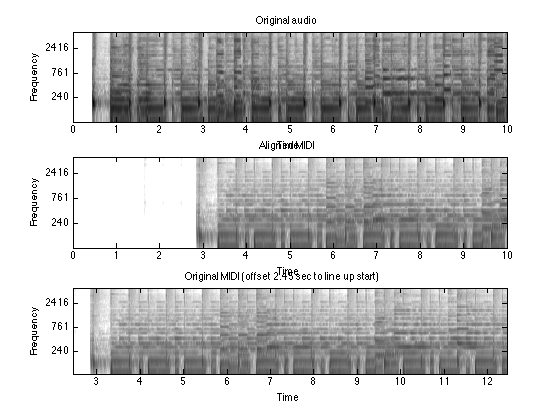 Original audio
Frequency
2416
761
240
0 1 2 3 4 5 6 7 8 9 10
Time
Aligned MIDI
Frequency
2416
761
240
0 1 2 3 4 5 6 7 8 9 10
Time
Original MIDI (offset 2.45 sec to line up start)
Frequency
2416
761
240
3 4 5 6 7 8 9 10 11 12
Time